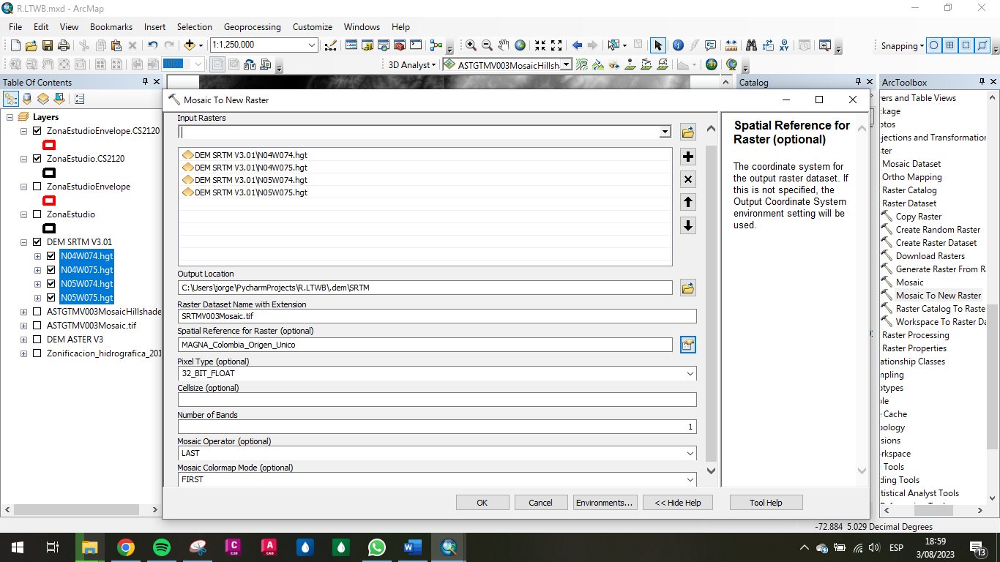 R.LTWB.mxd - ArcMap
File Edit View Bookmarks Insert Selection Geoprocessing Customize Windows Help
1:1,250,000
Snapping
100%
3D Analyst
ASTGTMV003MosaicHillsh
Table Of Contents
Layers
ZonaEstudioEnvelope.CS2120
ZonaEstudio.CS2120
ZonaEstudioEnvelope
ZonaEstudio
DEM SRTM V3.01
N04W074.hgt
N04W075.hgt
N05W074.hgt
N05W075.hgt
ASTGTMV003MosaicHillshade
ASTGTMV003Mosaic.tif
DEM ASTER V3
Zonificacion_hidrografica_201
Mosaic To New Raster
Input Rasters
DEM SRTM V3.01\N04W074.hgt
DEM SRTM V3.01\N04W075.hgt
DEM SRTM V3.01\N05W074.hgt
DEM SRTM V3.01\N05W075.hgt
Output Location
C:\Users\jorge\PycharmProjects\R.LTWB\.dem\SRTM
Raster Dataset Name with Extension
SRTMV003Mosaic.tif
Spatial Reference for Raster (optional)
MAGNA_Colombia_Origen_Unico
Pixel Type (optional)
32_BIT_FLOAT
Cellsize (optional)
Number of Bands
1
Mosaic Operator (optional)
LAST
Mosaic Colormap Mode (optional)
FIRST
OK Cancel Environments... << Hide Help Tool Help
Spatial Reference for
Raster (optional)
The coordinate system for
the output raster dataset. If
this is not specified, the
Output Coordinate System
environment setting will be
used.
Catalog
ArcToolbox
ers and Table Views
kage
otos
jections and Transformation
ster
Mosaic Dataset
Ortho Mapping
Raster Catalog
Raster Dataset
Copy Raster
Create Random Raster
Create Raster Dataset
Download Rasters
Generate Raster From R
Mosaic
Mosaic To New Raster
Raster Catalog To Raste
Workspace To Raster Da
Raster Processing
Raster Properties
ationship Classes
mpling
otypes
le
e Cache
pology
sions
rkspace
Tools
ding Tools
tistical Analyst Tools
-72.884 5.029 Decimal Degrees
ESP
18:59
3/08/2023
13